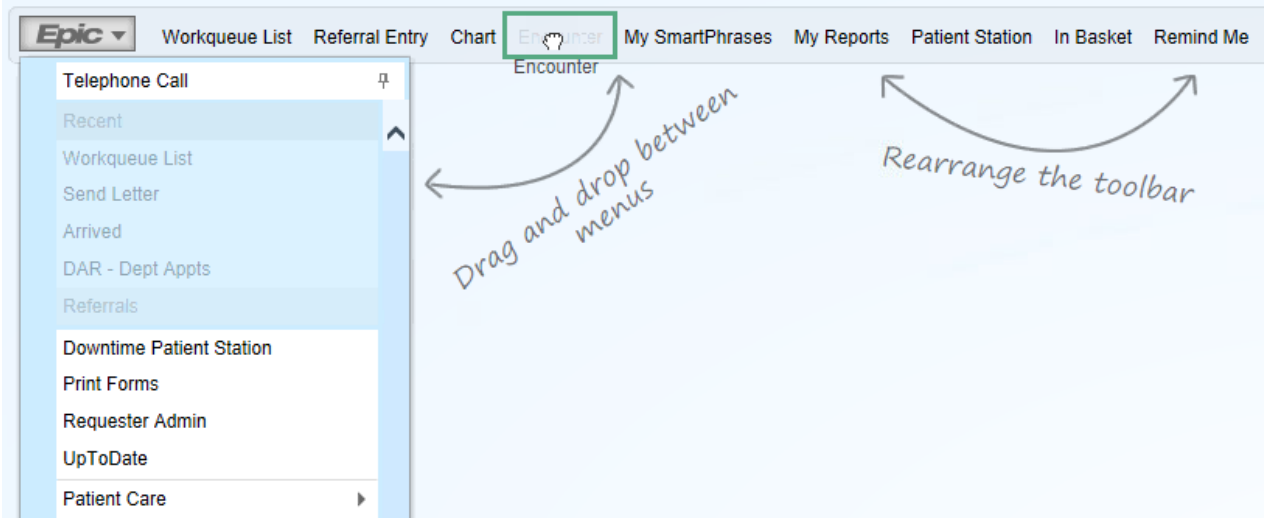 Epic Workqueue List Referral Entry Chart Encounter My SmartPhrases My Reports Patient Station In Basket Remind Me
Encounter
Telephone Call
Recent
Workqueue List
Send Letter
Arrived
DAR - Dept Appts
Referrals
Downtime Patient Station
Print Forms
Requester Admin
UpToDate
Patient Care
Drag and drop between
menus
Rearrange the toolbar